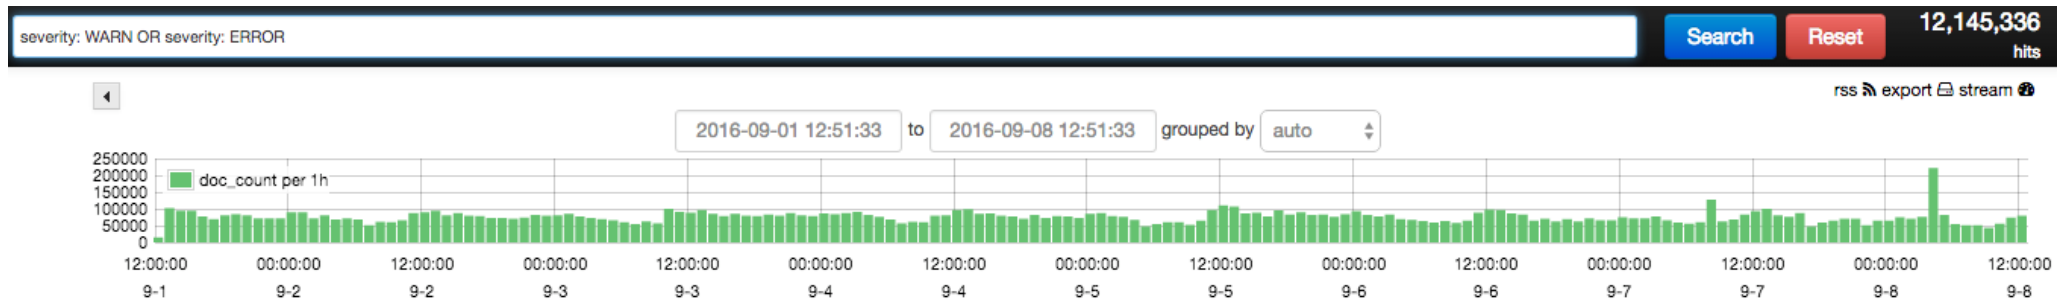 severity: WARN OR severity: ERROR Search Reset 12,145,336
hits
rss export stream
2016-09-01 12:51:33 to 2016-09-08 12:51:33 grouped by auto
250000
200000
150000
100000
50000
0
doc_count per 1h
12:00:00 00:00:00 12:00:00 00:00:00 12:00:00 00:00:00 12:00:00 00:00:00 12:00:00 00:00:00 12:00:00 00:00:00 12:00:00 00:00:00 12:00:00
9-1 9-2 9-2 9-3 9-3 9-4 9-4 9-5 9-5 9-6 9-6 9-7 9-7 9-8 9-8